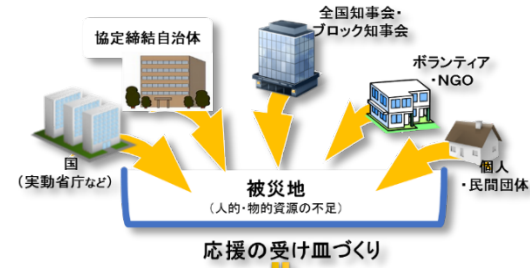 全国知事会・
ブロック知事会
協定締結自治体
ボランティア
・NGO
国
（実動省庁など）
個人
・民間団体
被災地
（人的・物的資源の不足）
応援の受け皿づくり